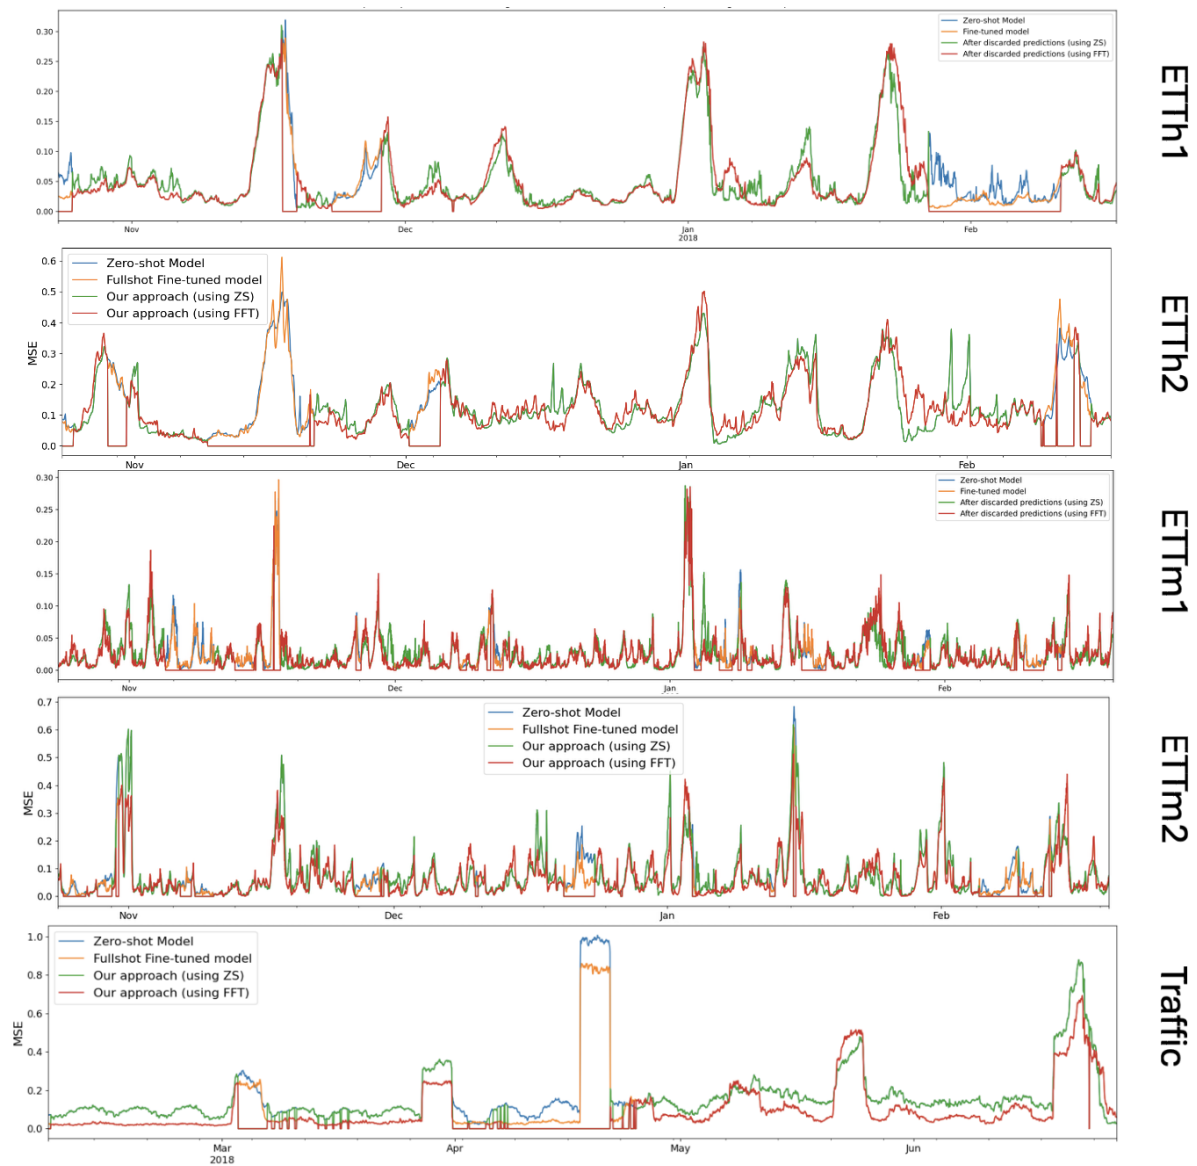 0.30
0.25
0.20
0.15
0.10
0.05
0.00
Zero-shot Model
Fine-tuned model
After discarded predictions (using ZS)
After discarded predictions (using FFT)
Nov
Dec
Jan
2018
Feb
ETTh1
0.6
0.5
0.4
0.3
0.2
0.1
0.0
MSE
Zero-shot Model
Fullshot Fine-tuned model
Our approach (using ZS)
Our approach (using FFT)
Nov
Dec
Jan
Feb
ETTh2
0.30
0.25
0.20
0.15
0.10
0.05
0.00
Zero-shot Model
Fine-tuned model
After discarded predictions (using ZS)
After discarded predictions (using FFT)
Nov
Dec
Jan
Feb
ETTm1
0.7
0.6
0.5
0.4
0.3
0.2
0.1
0.0
MSE
Zero-shot Model
Fullshot Fine-tuned model
Our approach (using ZS)
Our approach (using FFT)
Nov
Dec
Jan
Feb
ETTm2
1.0
0.8
0.6
0.4
0.2
0.0
MSE
Zero-shot Model
Fullshot Fine-tuned model
Our approach (using ZS)
Our approach (using FFT)
Mar
2018
Apr
May
Jun
Traffic